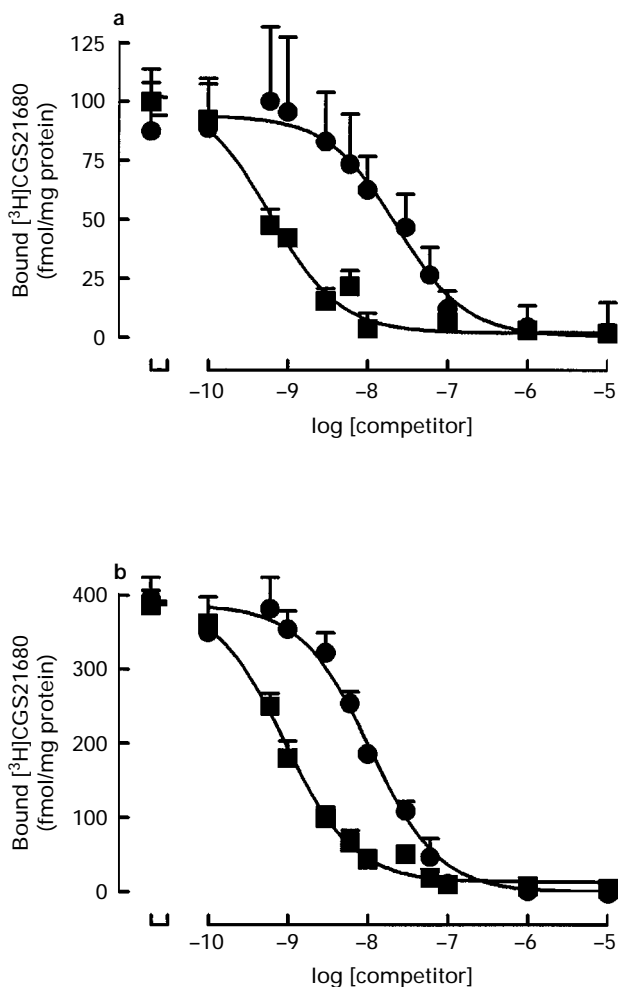 a
125
100
75
50
25
0
Bound [³H]CGS21680
(fmol/mg protein)
–10 –9 –8 –7 –6 –5
log [competitor]
b
400
300
200
100
0
Bound [³H]CGS21680
(fmol/mg protein)
–10 –9 –8 –7 –6 –5
log [competitor]